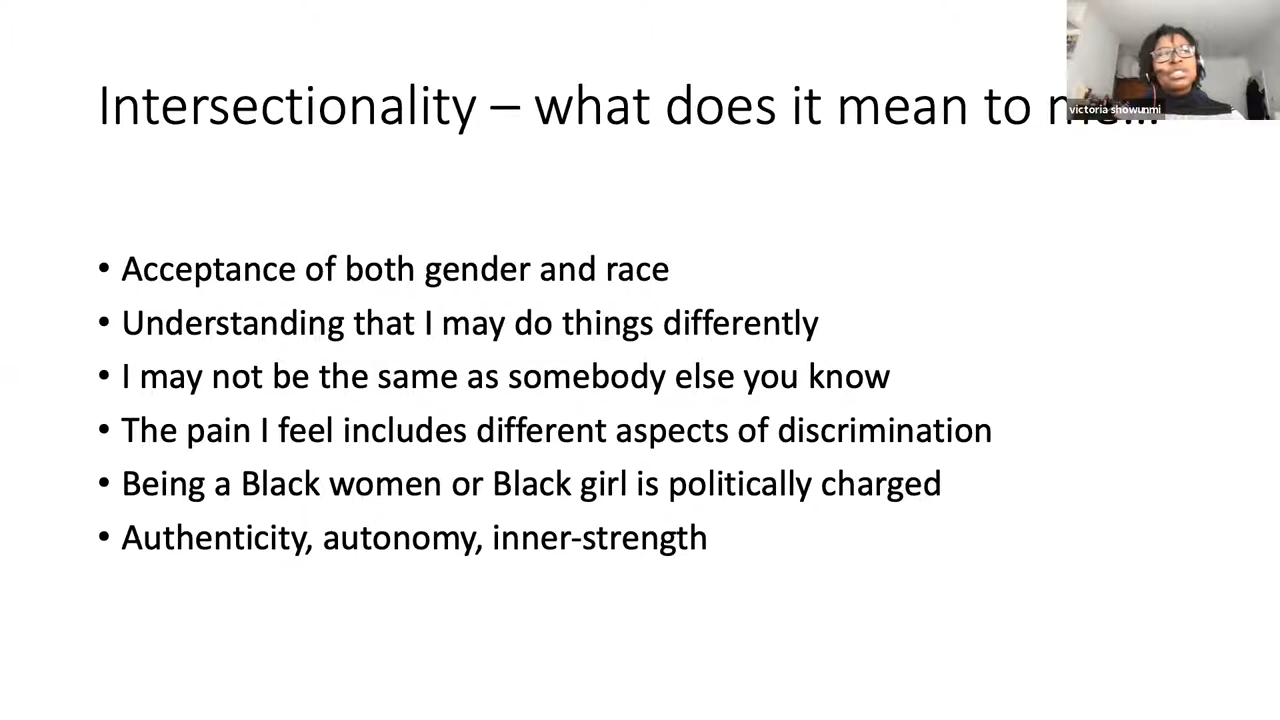 Intersectionality – what does it mean to me...
victoria showunmi
• Acceptance of both gender and race
• Understanding that I may do things differently
• I may not be the same as somebody else you know
• The pain I feel includes different aspects of discrimination
• Being a Black women or Black girl is politically charged
• Authenticity, autonomy, inner-strength